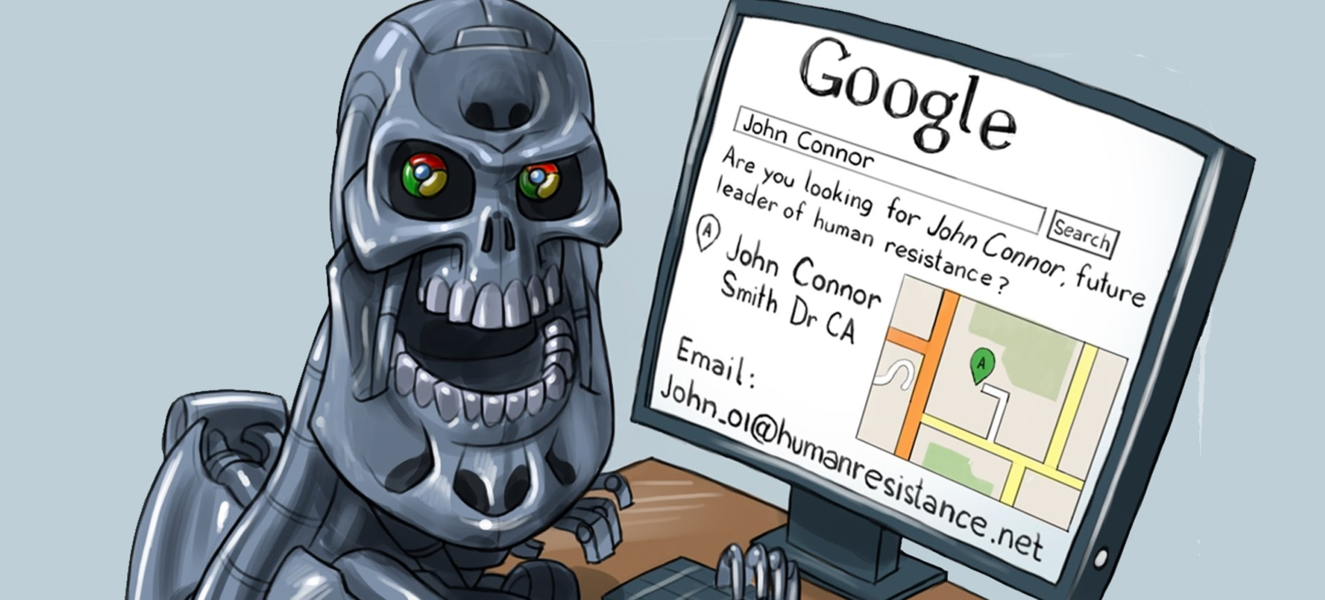 Google
John Connor
Search
Are you looking for John Connor, future
leader of human resistance?
A
John Connor
Smith Dr CA
A
Email:
John_01@humanresistance.net